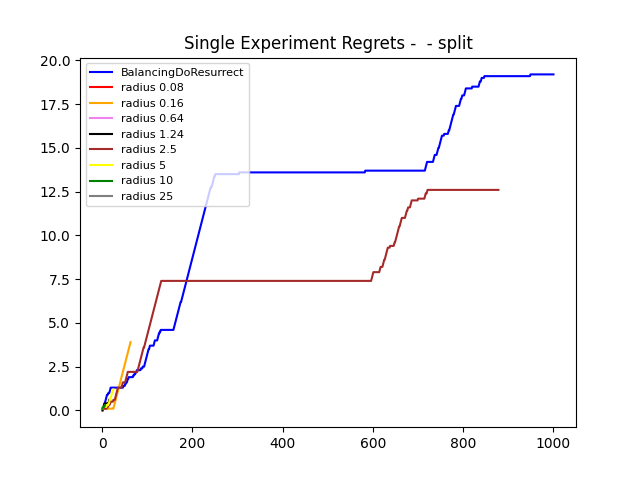 Single Experiment Regrets -  - split
20.0
17.5
15.0
12.5
10.0
7.5
5.0
2.5
0.0
BalancingDoResurrect
radius 0.08
radius 0.16
radius 0.64
radius 1.24
radius 2.5
radius 5
radius 10
radius 25
0 200 400 600 800 1000